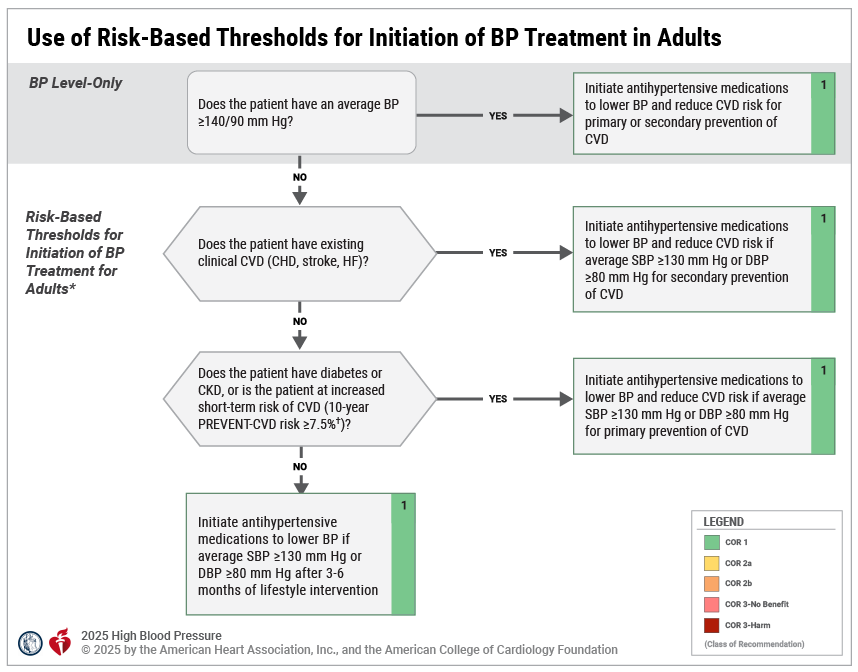 Use of Risk-Based Thresholds for Initiation of BP Treatment in Adults
BP Level-Only
Does the patient have an average BP
≥140/90 mm Hg?
YES
Initiate antihypertensive medications
to lower BP and reduce CVD risk for
primary or secondary prevention of
CVD
1
NO
Risk-Based
Thresholds for
Initiation of BP
Treatment for
Adults*
Does the patient have existing
clinical CVD (CHD, stroke, HF)?
YES
Initiate antihypertensive medications
to lower BP and reduce CVD risk if
average SBP ≥130 mm Hg or DBP
≥80 mm Hg for secondary prevention
of CVD
1
NO
Does the patient have diabetes or
CKD, or is the patient at increased
short-term risk of CVD (10-year
PREVENT-CVD risk ≥7.5%†)?
YES
Initiate antihypertensive medications to
lower BP and reduce CVD risk if average
SBP ≥130 mm Hg or DBP ≥80 mm Hg
for primary prevention of CVD
1
NO
Initiate antihypertensive
medications to lower BP if
average SBP ≥130 mm Hg or
DBP ≥80 mm Hg after 3-6
months of lifestyle intervention
1
LEGEND
COR 1
COR 2a
COR 2b
COR 3-No Benefit
COR 3-Harm
(Class of Recommendation)
2025 High Blood Pressure
© 2025 by the American Heart Association, Inc., and the American College of Cardiology Foundation